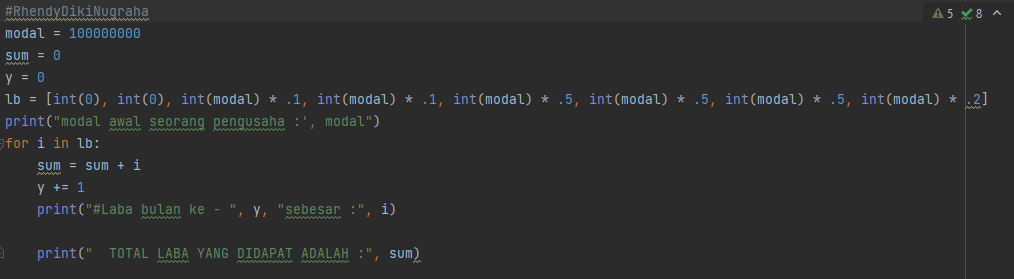 #RhendyDikiNugraha
5 8
modal = 100000000
sum = 0
y = 0
lb = [int(0), int(0), int(modal) * .1, int(modal) * .1, int(modal) * .5, int(modal) * .5, int(modal) * .5, int(modal) * .2]
print("modal awal seorang pengusaha :', modal")
for i in lb:
    sum = sum + i
    y += 1
    print("#Laba bulan ke - ", y, "sebesar :", i)
    print("  TOTAL LABA YANG DIDAPAT ADALAH :", sum)